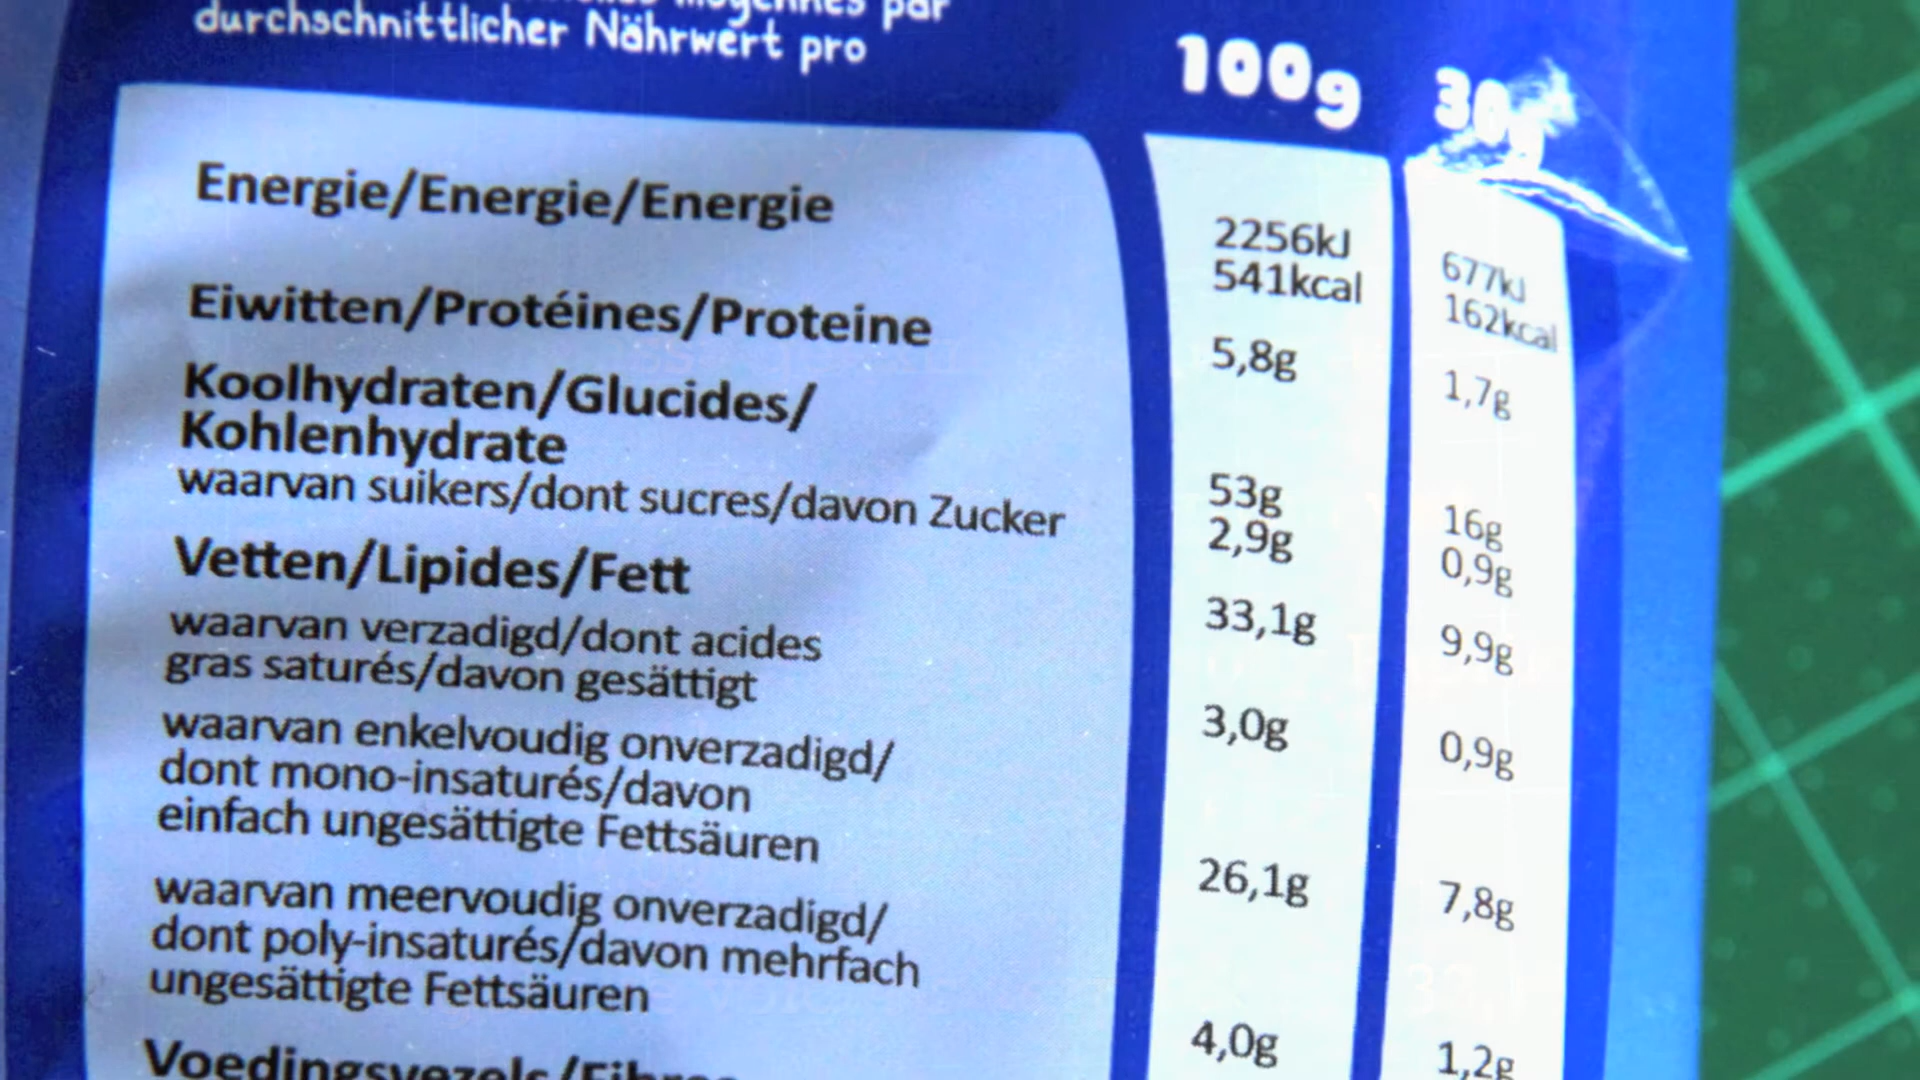 par
durchschnittlicher Nährwert pro
100g
Energie/Energie/Energie
2256kJ 677kJ
541kcal 162kcal
Eiwitten/Protéines/Proteine 5,8g 1,7g
Koolhydraten/Glucides/
Kohlenhydrate 53g 16g
waarvan suikers/dont sucres/davon Zucker 2,9g 0,9g
Vetten/Lipides/Fett 33,1g 9,9g
waarvan verzadigd/dont acides
gras saturés/davon gesättigt 3,0g 0,9g
waarvan enkelvoudig onverzadigd/
dont mono-insaturés/davon
einfach ungesättigte Fettsäuren 26,1g 7,8g
waarvan meervoudig onverzadigd/
dont poly-insaturés/davon mehrfach
ungesättigte Fettsäuren 4,0g 1,2g